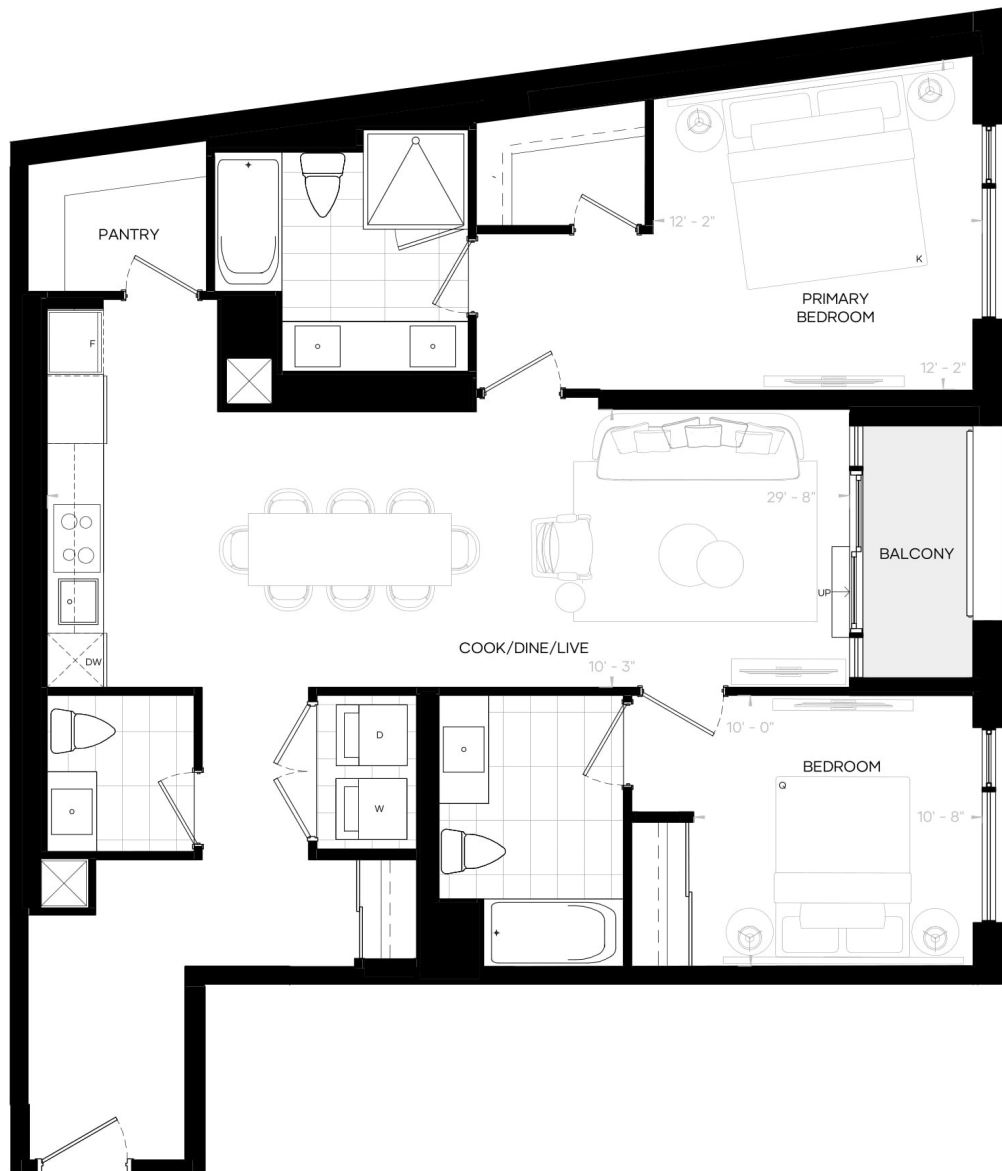 PANTRY
12' - 2"
K
PRIMARY
BEDROOM
F
12' - 2"
29' - 8"
BALCONY
UP
COOK/DINE/LIVE
DW
10' - 3"
10' - 0"
D
BEDROOM
Q
W
10' - 8"